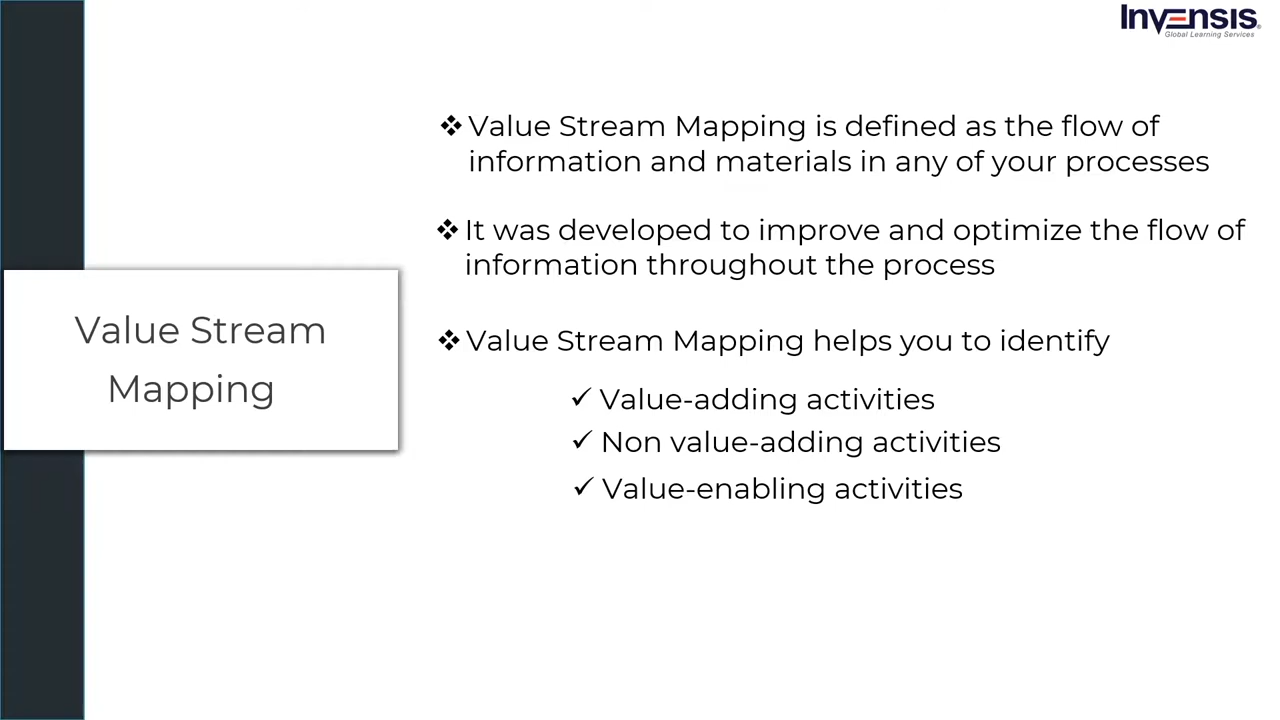 Invensis
Global Learning Services
Value Stream
Mapping
❖ Value Stream Mapping is defined as the flow of
information and materials in any of your processes
❖ It was developed to improve and optimize the flow of
information throughout the process
❖ Value Stream Mapping helps you to identify
✓ Value-adding activities
✓ Non value-adding activities
✓ Value-enabling activities